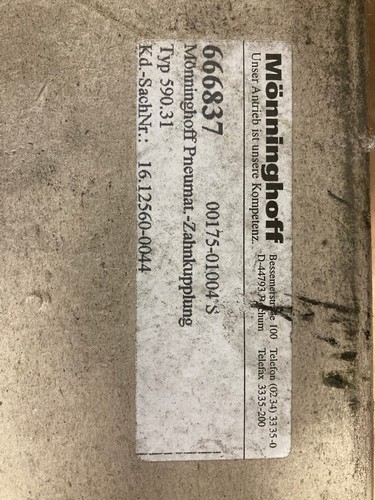 Mönninghoff
Unser Antrieb ist unsere Kompetenz.
Bessemerstraße 100 Telefon (0234) 3335-0
D-44793 Bochum Telefax 3335-200
666837 00175-01004*S
Mönninghoff Pneumat.-Zahnkupplung
Typ 590.31
Kd.-SachNr.: 16.12560-0044